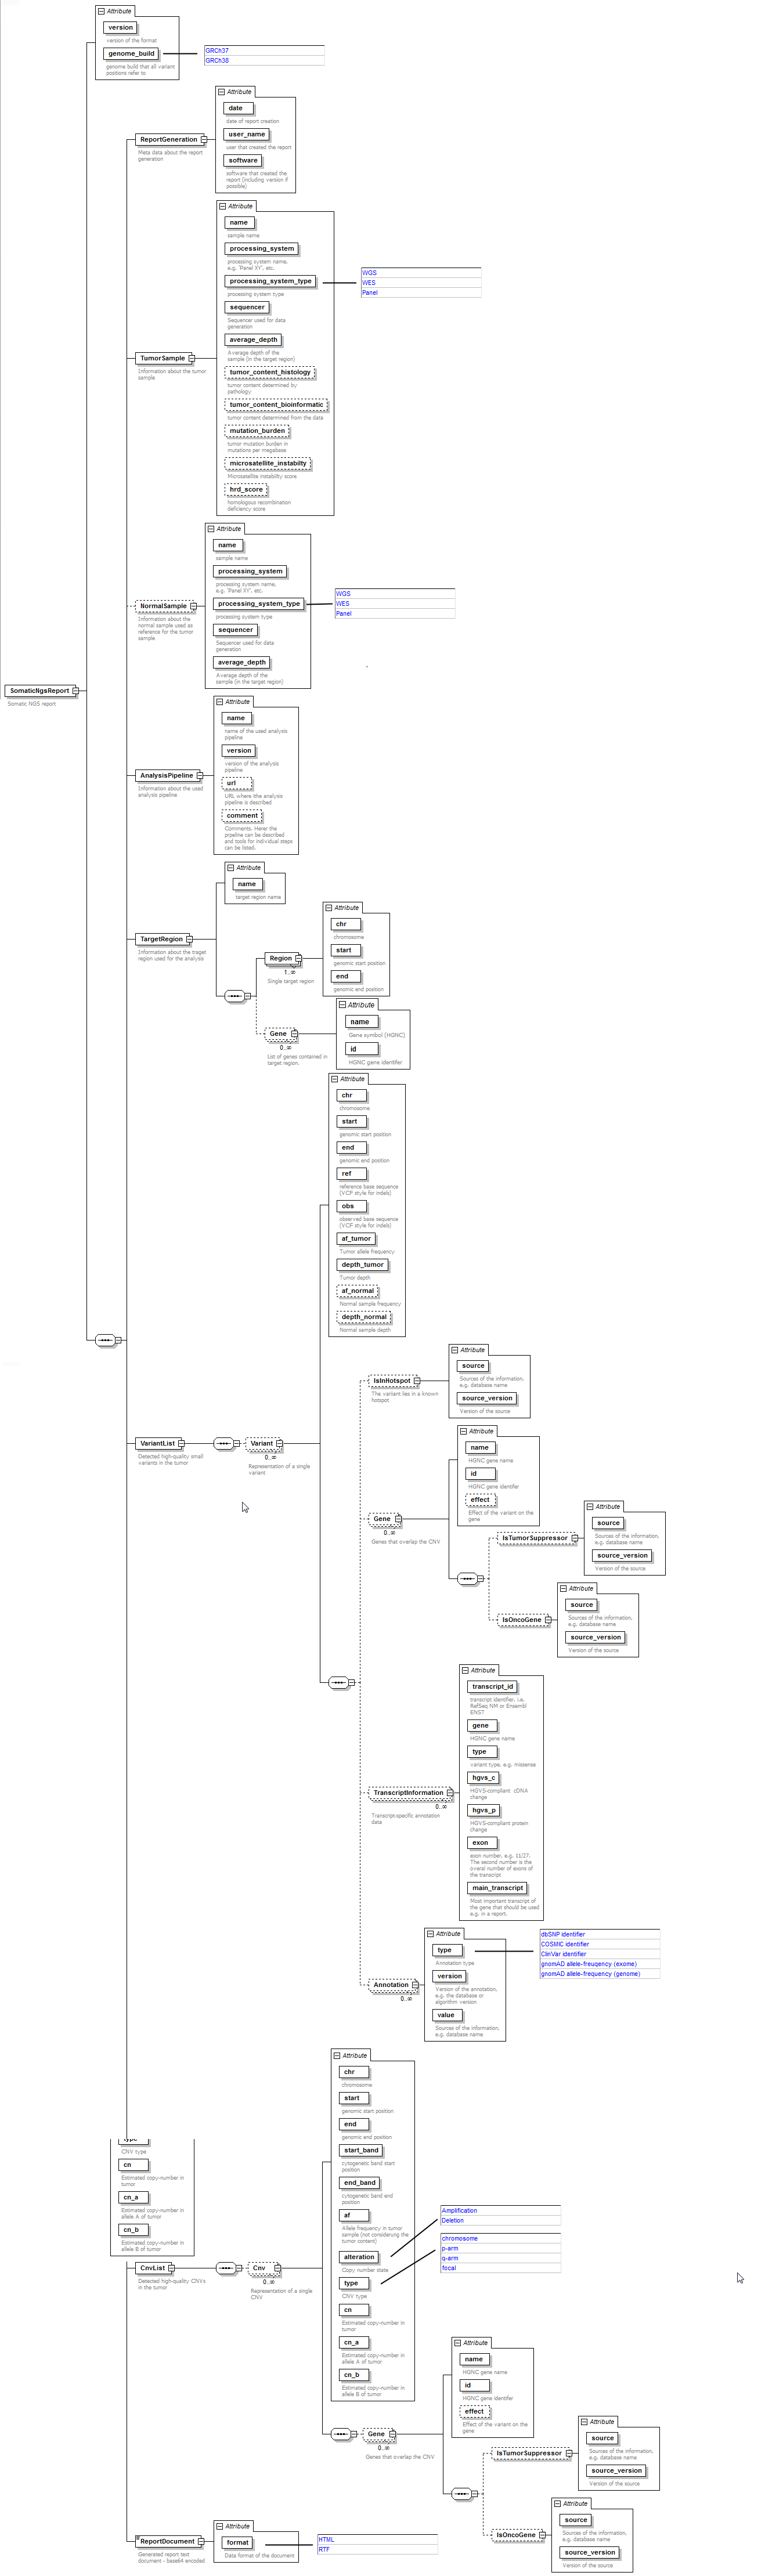 Attribute
version
version of the format
genome_build
genome build that all variant
positions refer to
GRCh37
GRCh38
Attribute
date
date of report creation
user_name
user that created the report
software
software that created the
report (including version if
possible)
ReportGeneration
Meta data about the report
generation
Attribute
name
sample name
processing_system
processing system name,
e.g. 'Panel XY', etc.
processing_system_type
processing system type
sequencer
Sequencer used for data
generation
average_depth
Average depth of the
sample (in the target region)
tumor_content_histology
tumor content determined by
pathology
tumor_content_bioinformatic
tumor content determined from the data
mutation_burden
tumor mutation burden in
mutations per megabase
microsatellite_instabilty
Microsatellite instability score
hrd_score
homologous recombination
deficiency score
WGS
WES
Panel
TumorSample
Information about the tumor
sample
Attribute
name
sample name
processing_system
processing system name,
e.g. 'Panel XY', etc.
processing_system_type
processing system type
sequencer
Sequencer used for data
generation
average_depth
Average depth of the
sample (in the target region)
WGS
WES
Panel
NormalSample
Information about the
normal sample used as
reference for the tumor
sample
SomaticNgsReport
Somatic NGS report
Attribute
name
name of the used analysis
pipeline
version
version of the analysis
pipeline
url
URL where ithe analysis
pipeline is described
comment
Comments. Herer the
prpeline can be described
and tools for individual steps
can be listed.
AnalysisPipeline
Information about the used
analysis pipeline
Attribute
name
target region name
TargetRegion
Information about the traget
region used for the analysis
Attribute
chr
chromosome
start
genomic start position
end
genomic end position
Region
1..∞
Single target region
Attribute
name
Gene symbol (HGNC)
id
HGNC gene identifer
Gene
0..∞
List of genes contained in
target region.
Attribute
chr
chromosome
start
genomic start position
end
genomic end position
ref
reference base sequence
(VCF style for indels)
obs
observed base sequence
(VCF style for indels)
af_tumor
Tumor allele frequency
depth_tumor
Tumor depth
af_normal
Normal sample frequency
depth_normal
Normal sample depth
VariantList
Detected high-quality small
variants in the tumor
Variant
0..∞
Representation of a single
variant
IsInHotspot
The variant lies in a known
hotspot
Attribute
source
Sources of the information,
e.g. database name
source_version
Version of the source
Attribute
name
HGNC gene name
id
HGNC gene identifer
effect
Effect of the variant on the
gene
Gene
0..∞
Genes that overlap the CNV
IsTumorSuppressor
Attribute
source
Sources of the information,
e.g. database name
source_version
Version of the source
IsOncoGene
Attribute
source
Sources of the information,
e.g. database name
source_version
Version of the source
Attribute
transcript_id
transcript identifier, i.e.
RefSeq NM or Ensembl
ENST
gene
HGNC gene name
type
variant type, e.g. missense
hgvs_c
HGVS-compliant cDNA
change
hgvs_p
HGVS-compliant protein
change
exon
exon number, e.g. 11/27.
The second number is the
overal number of exons of
the transcript
main_transcript
Most important transcript of
the gene that should be used
e.g. in a report.
TranscriptInformation
0..∞
Transcript-specific annotation
data
Attribute
type
Annotation type
version
Version of the annotation,
e.g. the database or
algorithm version
value
Sources of the information,
e.g. database name
dbSNP identifier
COSMIC identifier
ClinVar identifier
gnomAD allele-freuqency (exome)
gnomAD allele-frequency (genome)
Annotation
0..∞
Attribute
chr
chromosome
start
genomic start position
end
genomic end position
start_band
cytogenetic band start
position
end_band
cytogenetic band end
position
af
Allele frequency in tumor
sample (not considerung the
tumor content)
alteration
Copy number state
type
CNV type
cn
Estimated copy-number in
tumor
cn_a
Estimated copy-number in
allele A of tumor
cn_b
Estimated copy-number in
allele B of tumor
Amplification
Deletion
chromosome
p-arm
q-arm
focal
type
CNV type
cn
Estimated copy-number in
tumor
cn_a
Estimated copy-number in
allele A of tumor
cn_b
Estimated copy-number in
allele B of tumor
CnvList
Detected high-quality CNVs
in the tumor
Cnv
0..∞
Representation of a single
CNV
Attribute
name
HGNC gene name
id
HGNC gene identifer
effect
Effect of the variant on the
gene
Gene
0..∞
Genes that overlap the CNV
IsTumorSuppressor
Attribute
source
Sources of the information,
e.g. database name
source_version
Version of the source
IsOncoGene
Attribute
source
Sources of the information,
e.g. database name
source_version
Version of the source
ReportDocument
Generated report text
document - base64 encoded
Attribute
format
Data format of the document
HTML
RTF